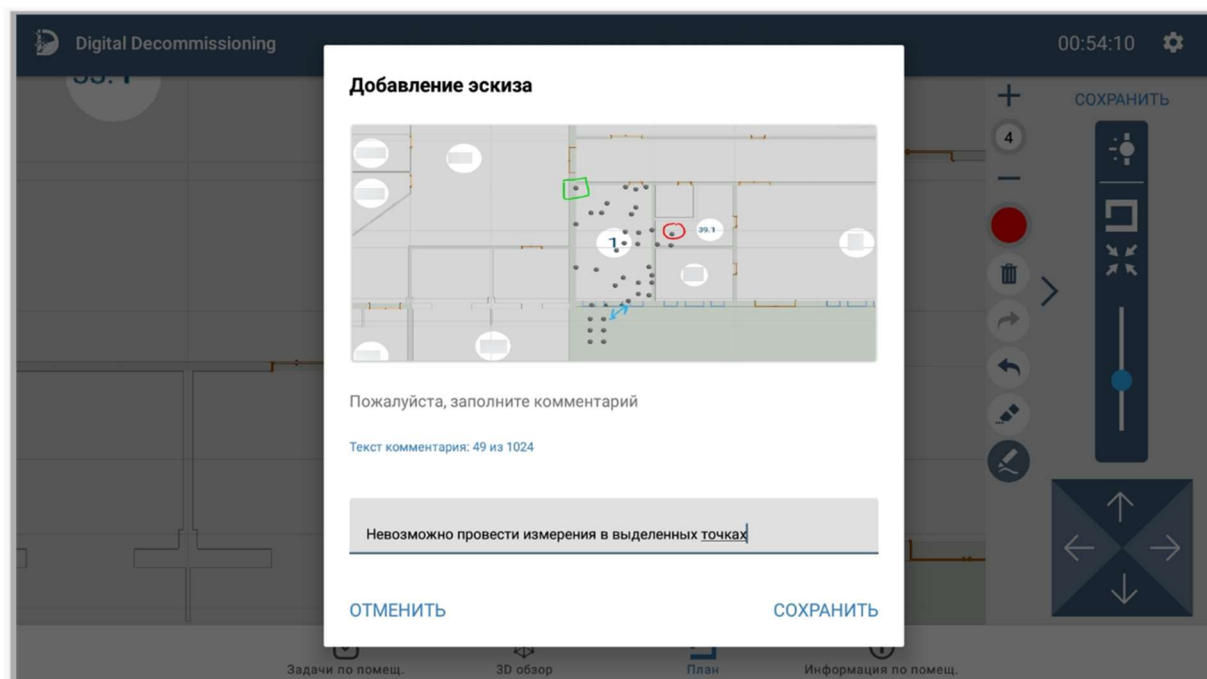 Digital Decommissioning
00:54:10
Добавление эскиза
СОХРАНИТЬ
4
39.1
Пожалуйста, заполните комментарий
Текст комментария: 49 из 1024
Невозможно провести измерения в выделенных точках
ОТМЕНИТЬ
СОХРАНИТЬ
Задачи по помещ.
3D обзор
План
Информация по помещ.